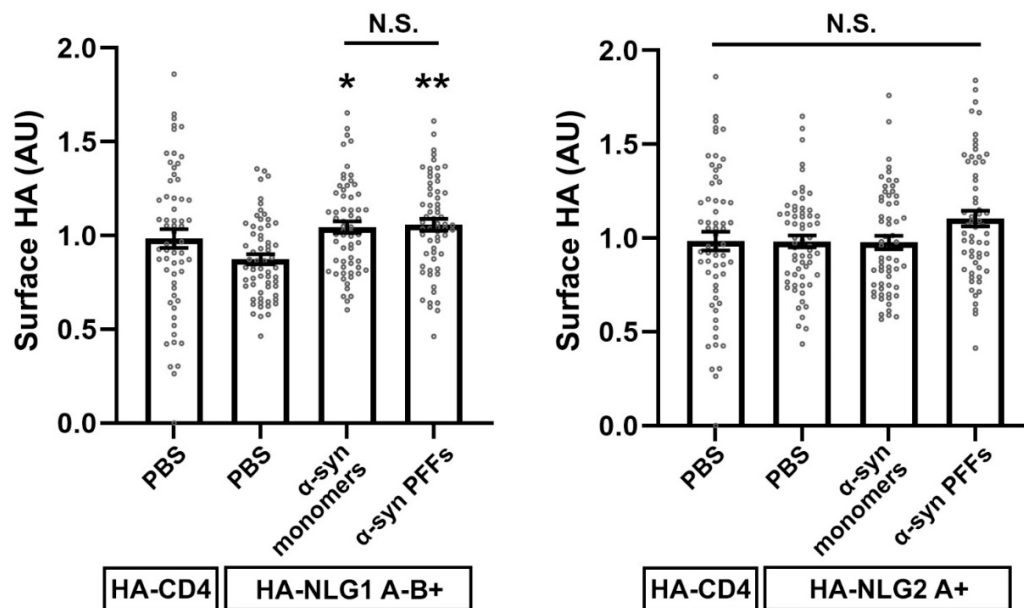 N.S.
* **
Surface HA (AU)
2.0
1.5
1.0
0.5
0.0
PBS
PBS
α-syn
monomers
α-syn PFFs
HA-CD4
HA-NLG1 A-B+
N.S.
Surface HA (AU)
2.0
1.5
1.0
0.5
0.0
PBS
PBS
α-syn
monomers
α-syn PFFs
HA-CD4
HA-NLG2 A+